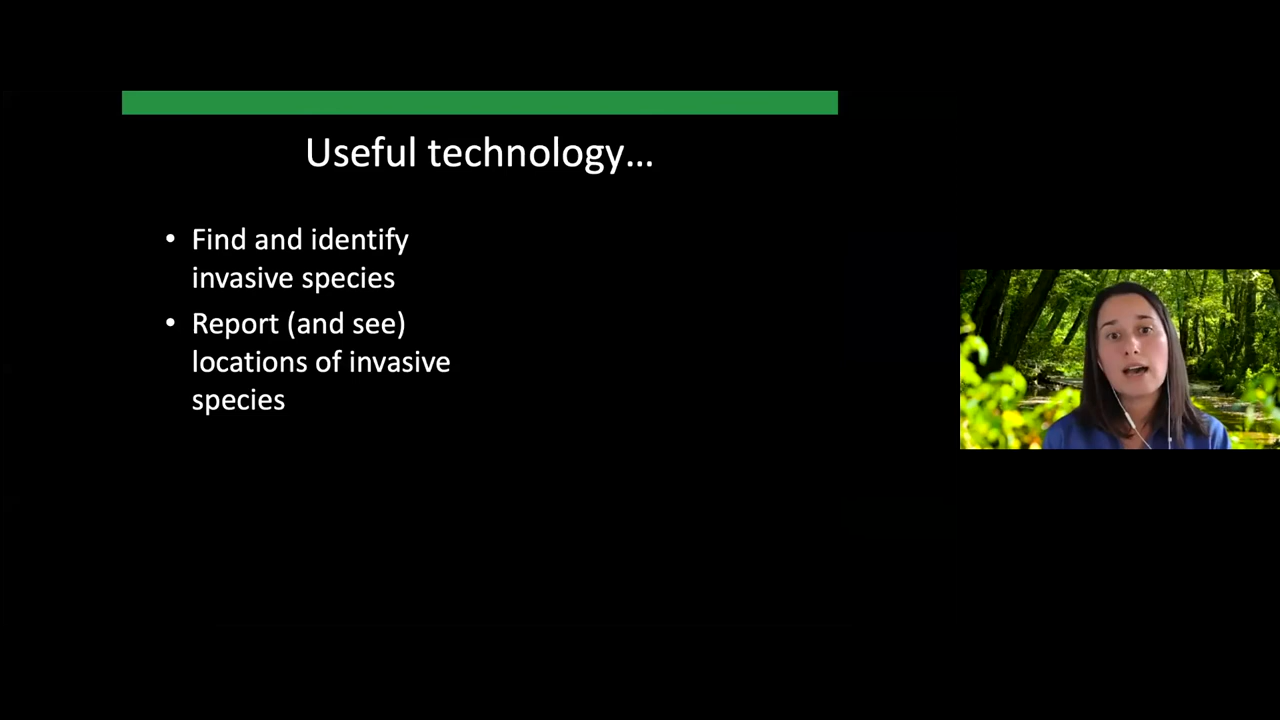 Useful technology…
• Find and identify
invasive species
• Report (and see)
locations of invasive
species